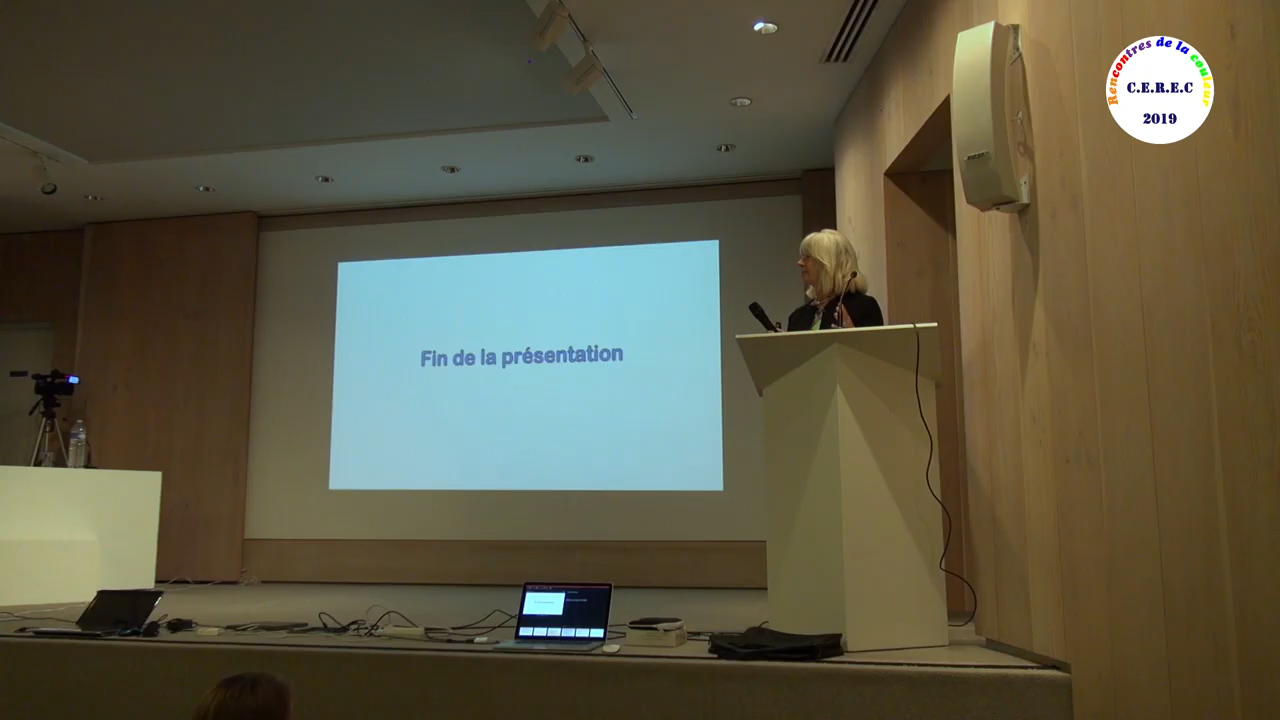 Rencontres de la couleur
C.E.R.E.C
2019
Fin de la présentation